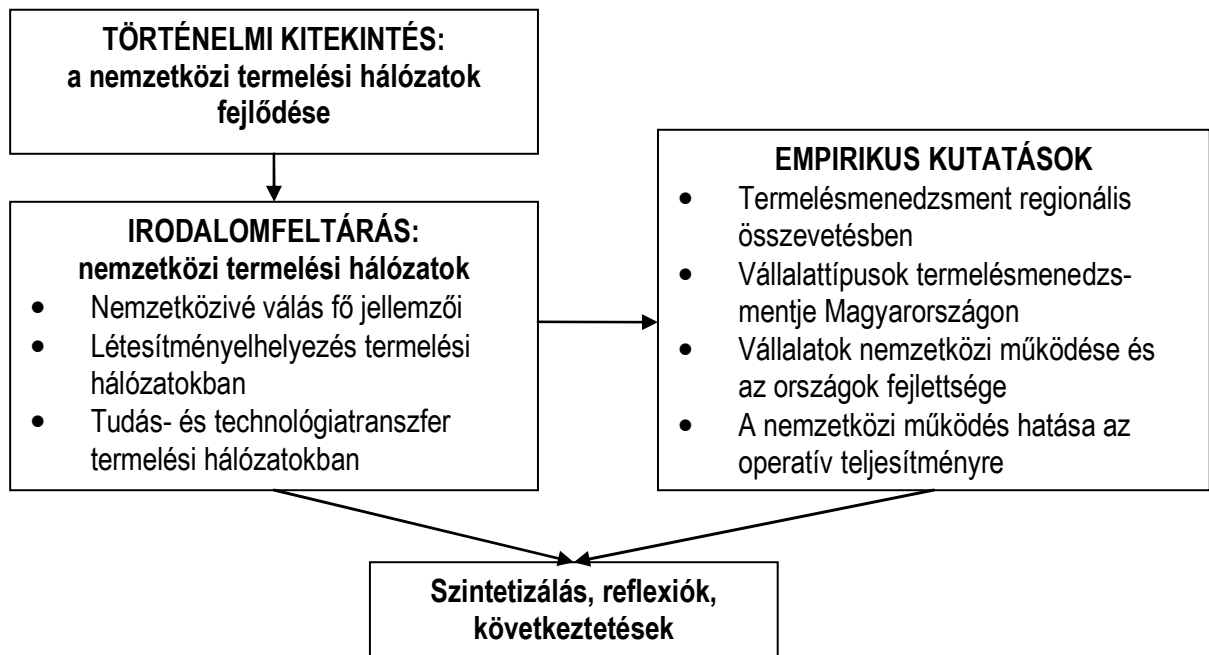 TÖRTÉNELMI KITEKINTÉS:
a nemzetközi termelési hálózatok
fejlődése
IRODALOMFELTÁRÁS:
nemzetközi termelési hálózatok
• Nemzetközivé válás fő jellemzői
• Létesítményelhelyezés termelési
hálózatokban
• Tudás- és technológiatranszfer
termelési hálózatokban
EMPIRIKUS KUTATÁSOK
• Termelésmenedzsment regionális
összevetésben
• Vállalattípusok termelésmenedzs-
mentje Magyarországon
• Vállalatok nemzetközi működése és
az országok fejlettsége
• A nemzetközi működés hatása az
operatív teljesítményre
Szintetizálás, reflexiók,
következtetések